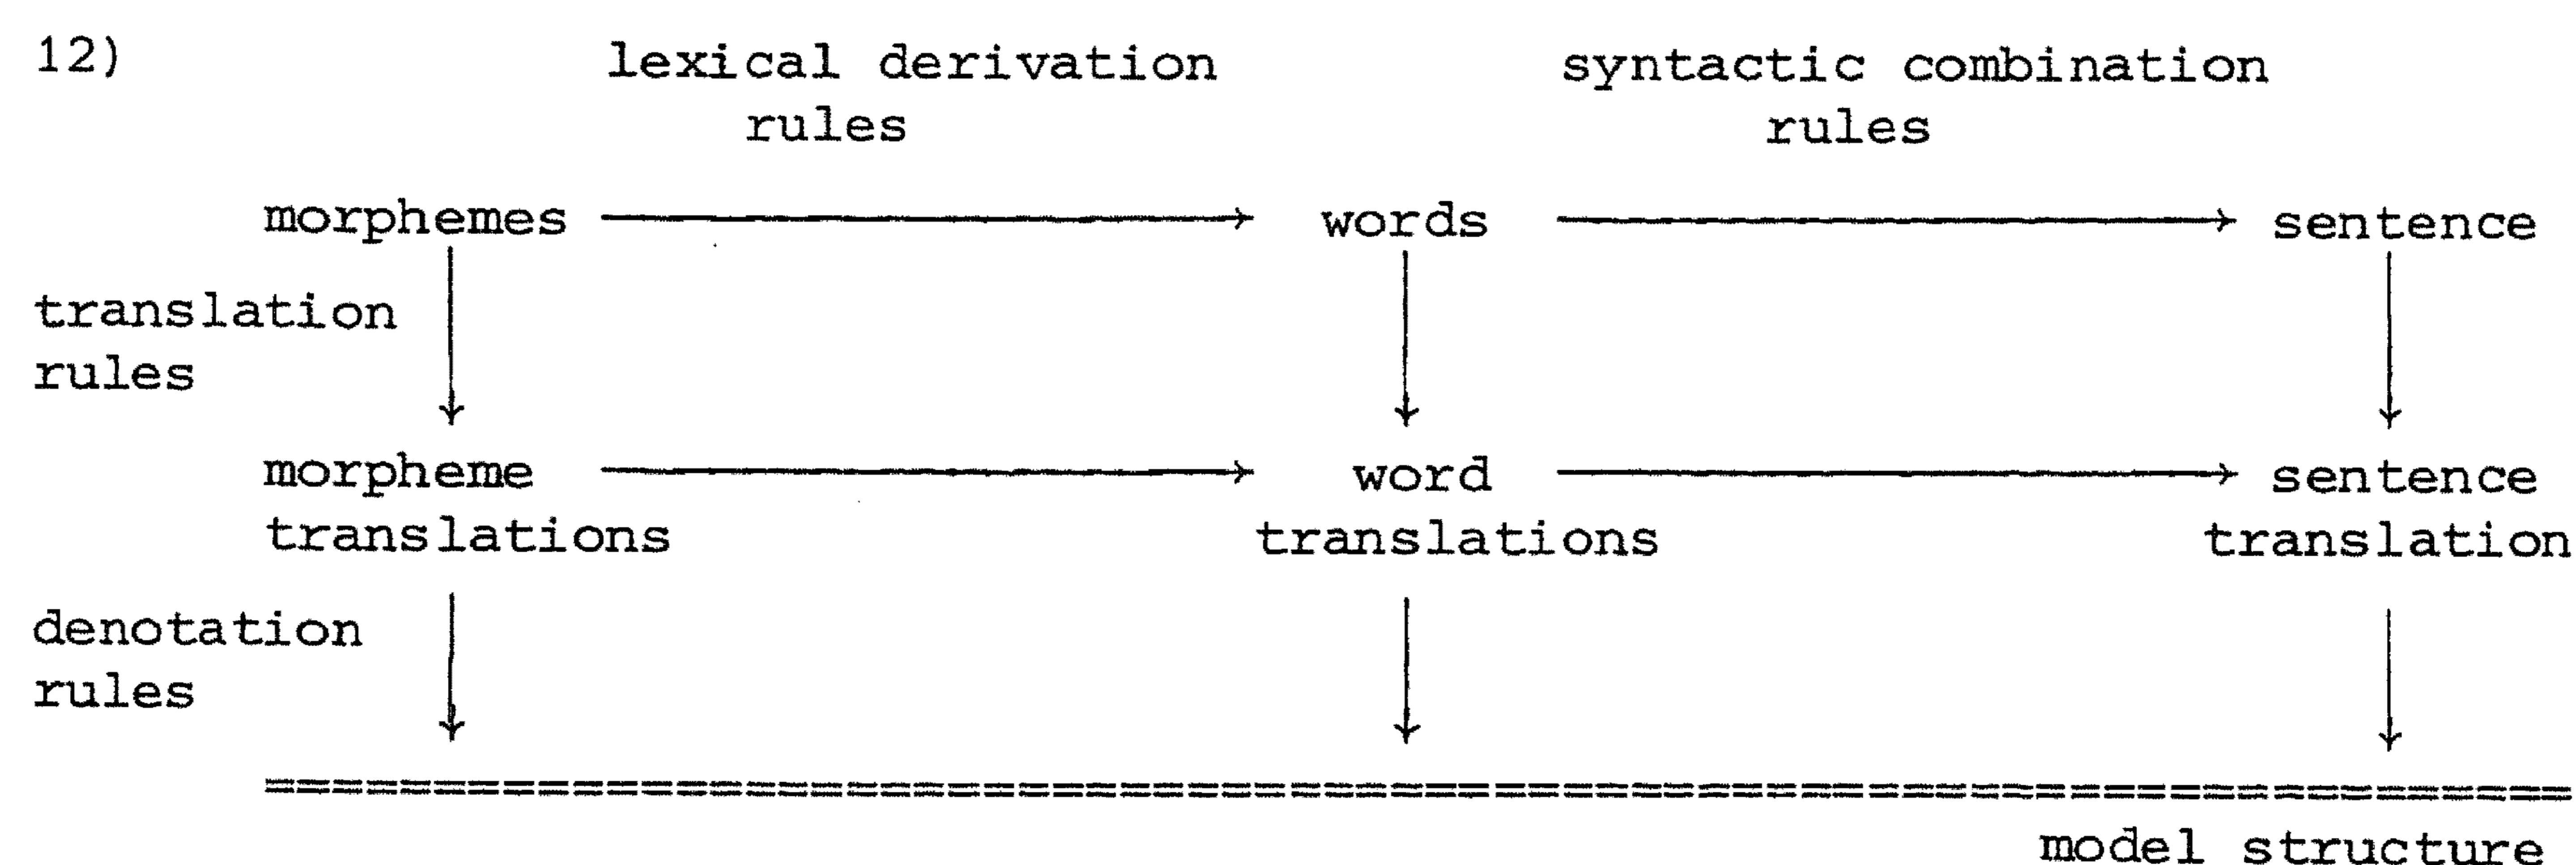 12)
lexical derivation syntactic combination
rules rules
morphemes words sentence
translation
rules
morpheme word sentence
translations translations translation
denotation
rules
model structure